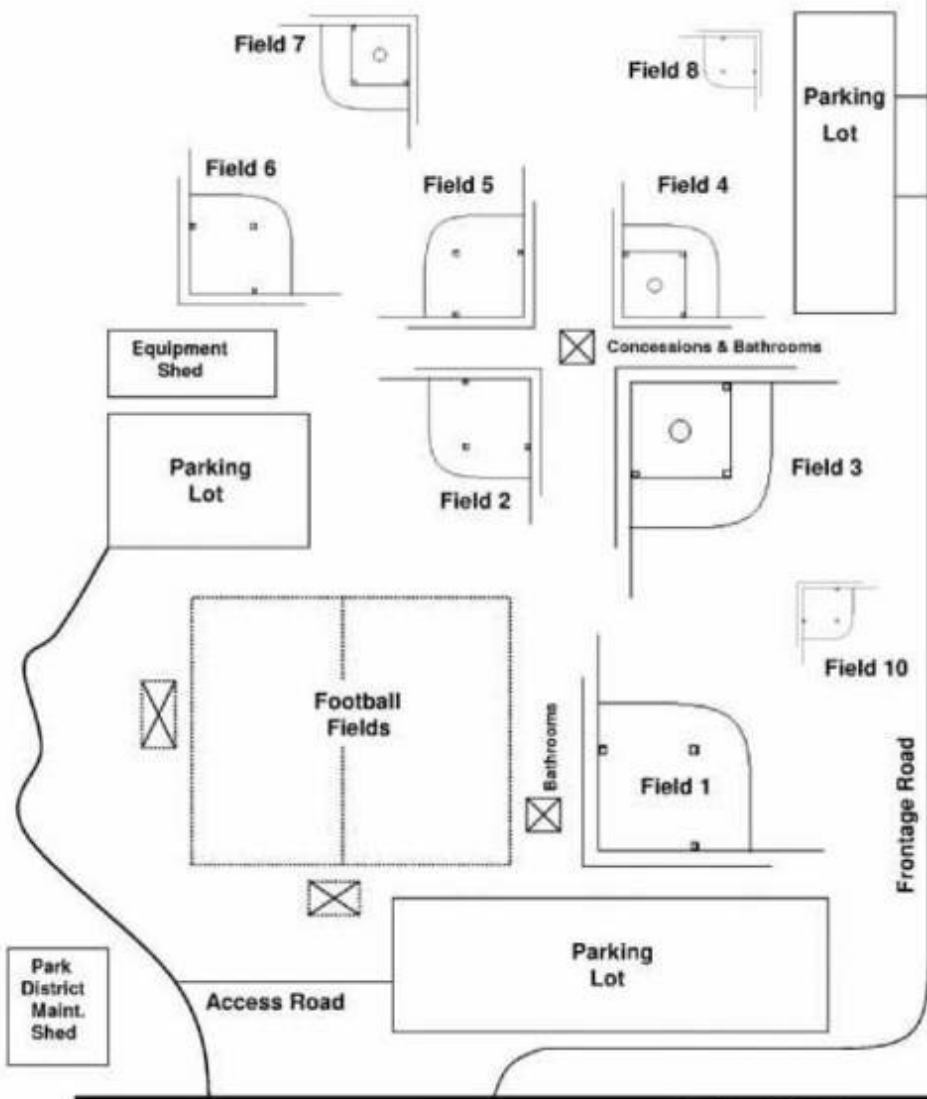 Field 7
Field 8
Parking
Lot
Field 6
Field 5
Field 4
Equipment
Shed
Concessions & Bathrooms
Parking
Lot
Field 3
Field 2
Field 10
Football
Fields
Bathrooms
Field 1
Frontage Road
Parking
Lot
Park
District
Maint.
Shed
Access Road